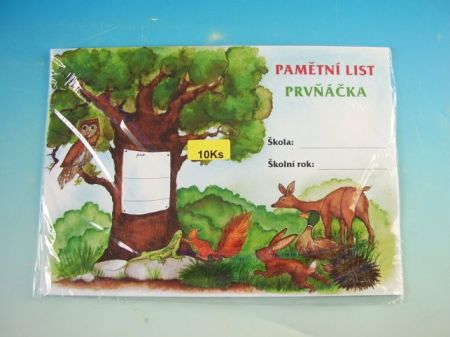 PAMĚTNÍ LIST
PRVŇÁČKA
Škola:
10Ks
Školní rok: